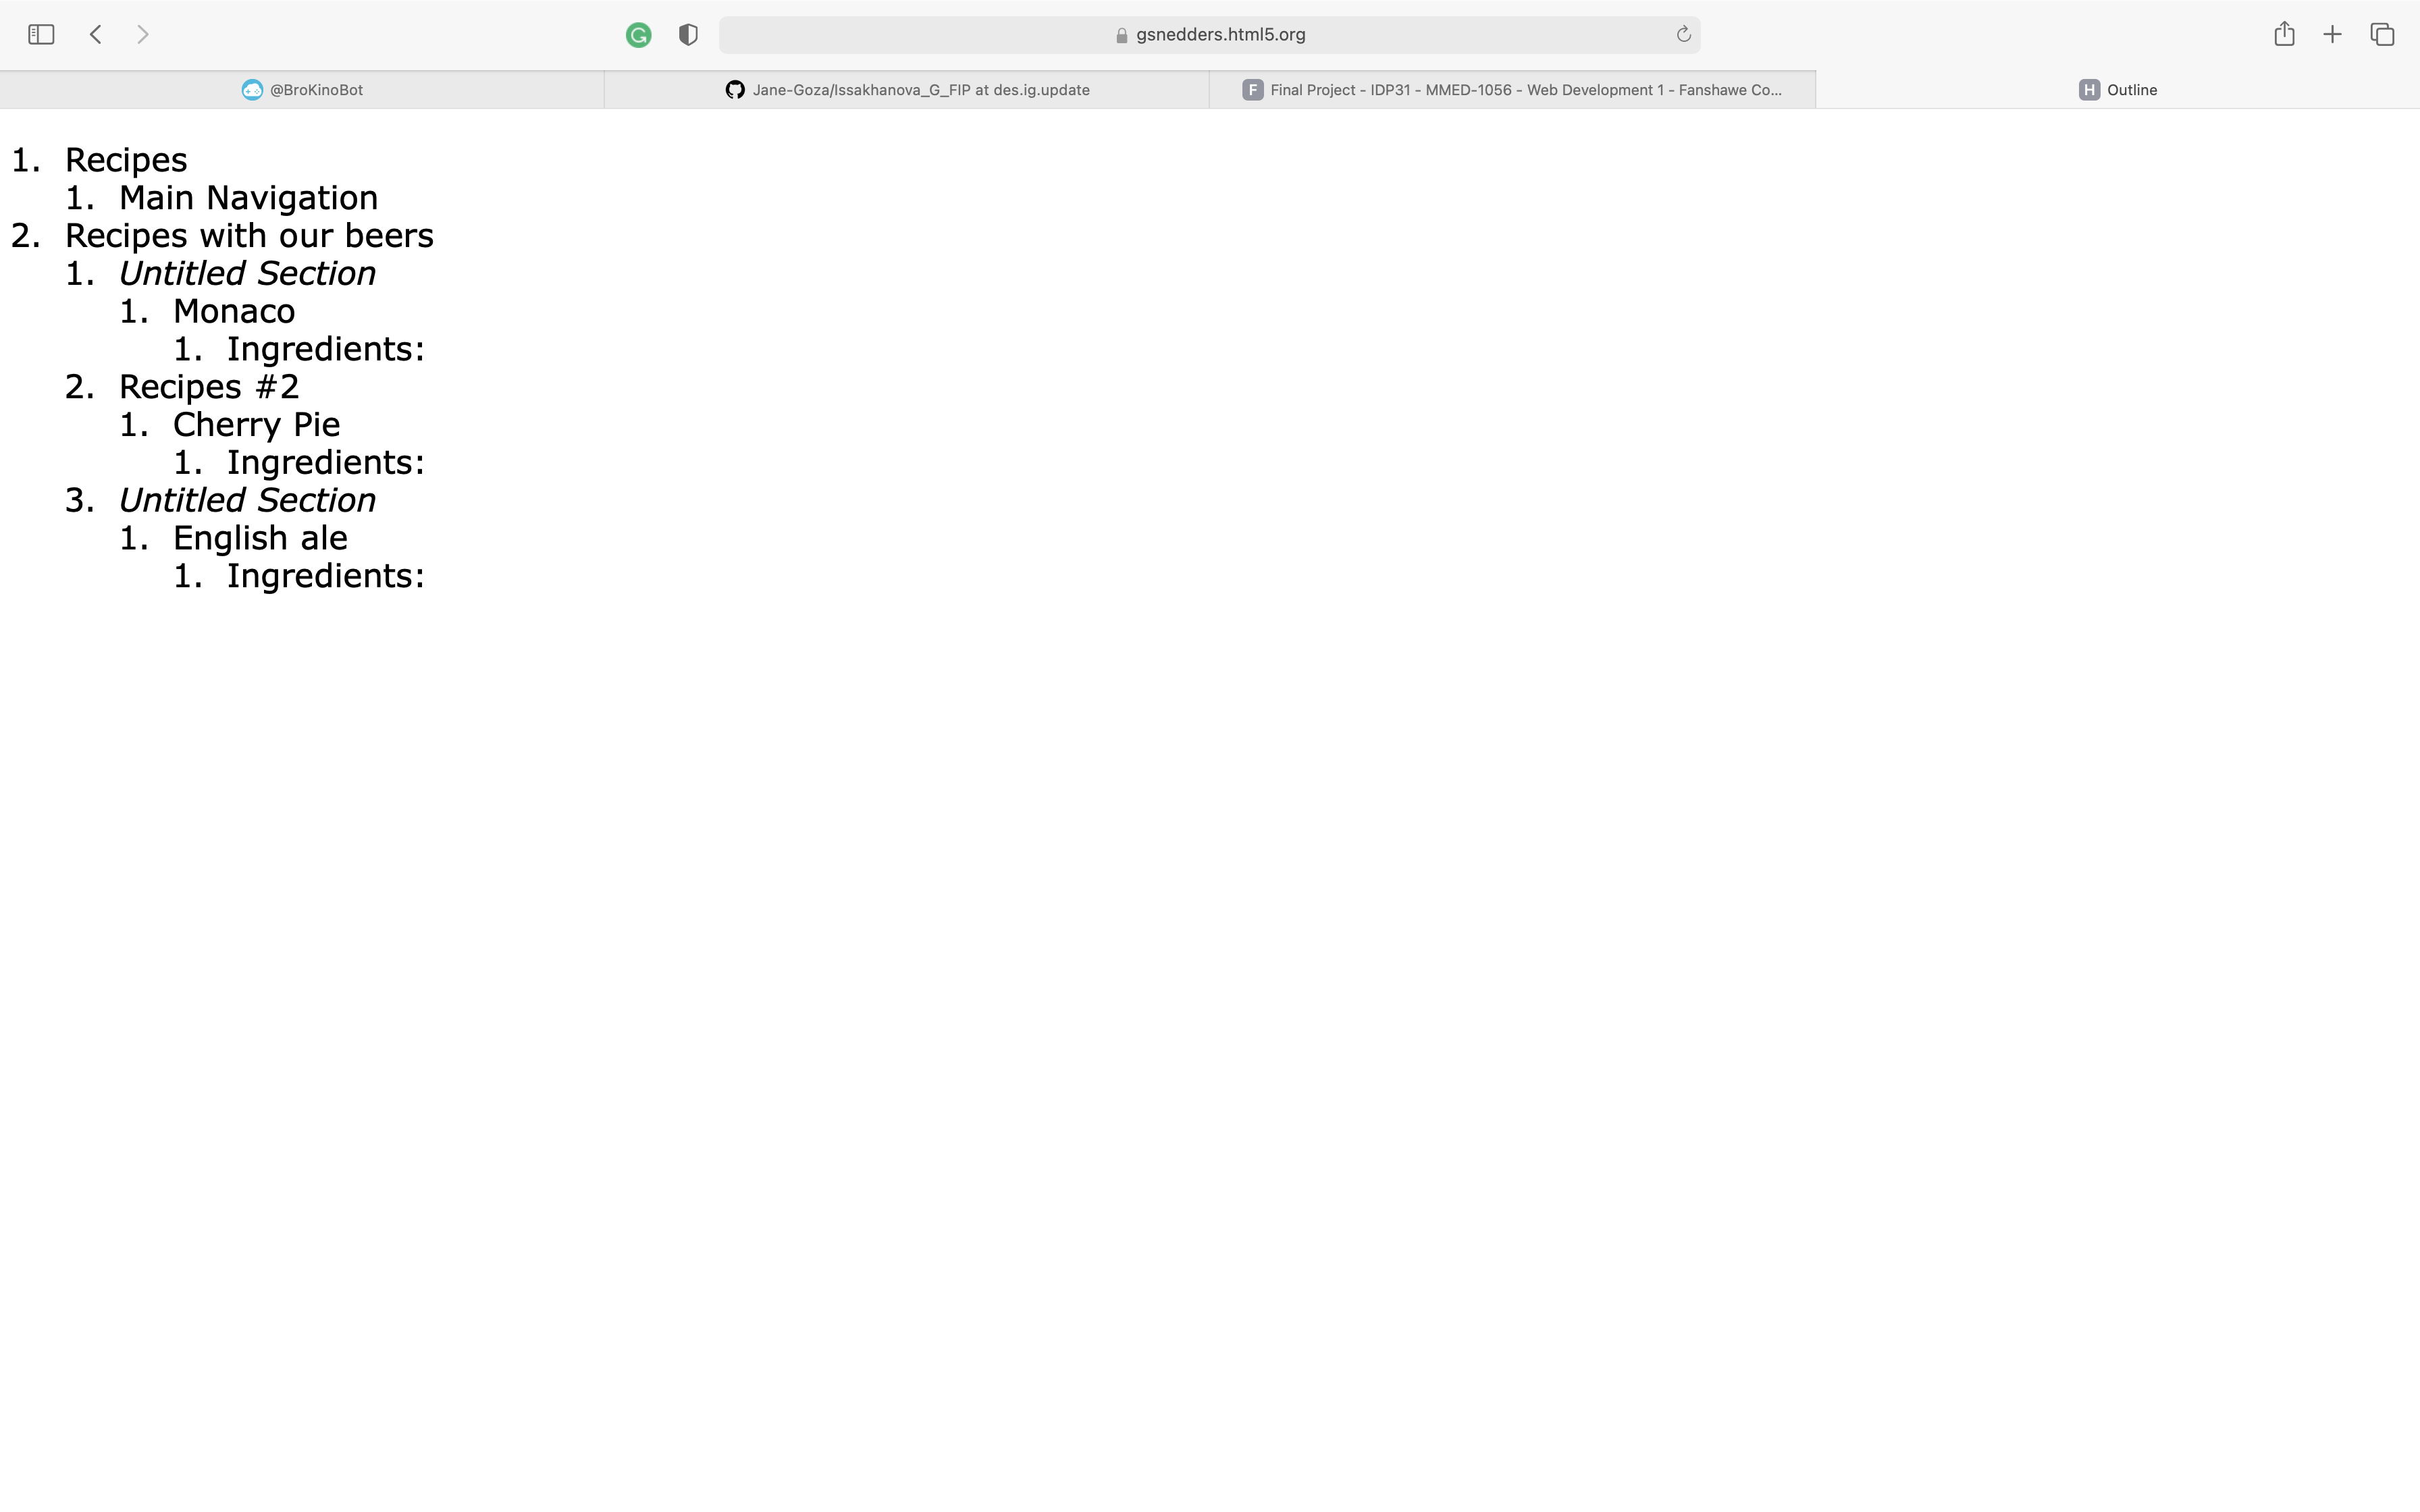 gsnedders.html5.org
@BroKinoBot
Jane-Goza/Issakhanova_G_FIP at des.ig.update
F Final Project - IDP31 - MMED-1056 - Web Development 1 - Fanshawe Co...
H Outline
1. Recipes
1. Main Navigation
2. Recipes with our beers
1. Untitled Section
1. Monaco
1. Ingredients:
2. Recipes #2
1. Cherry Pie
1. Ingredients:
3. Untitled Section
1. English ale
1. Ingredients: